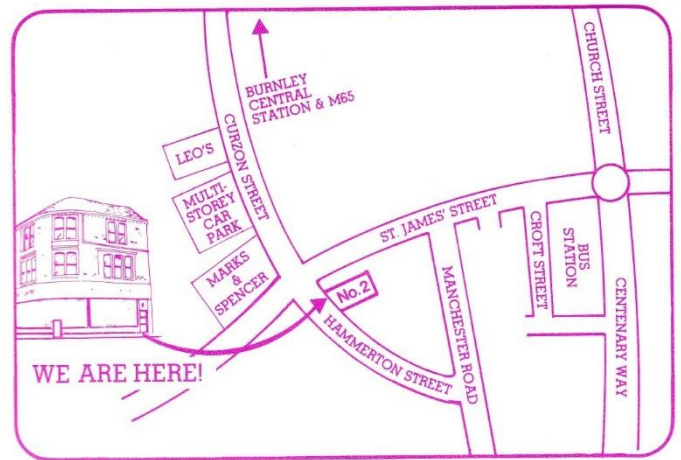 BURNLEY
CENTRAL
STATION & M65
CHURCH STREET
CURZON STREET
LEO'S
MULTI-
STOREY
CAR
PARK
MARKS
&
SPENCER
ST. JAMES' STREET
CROFT STREET
BUS
STATION
No.2
MANCHESTER ROAD
CENTENARY WAY
HAMMERTON STREET
WE ARE HERE!